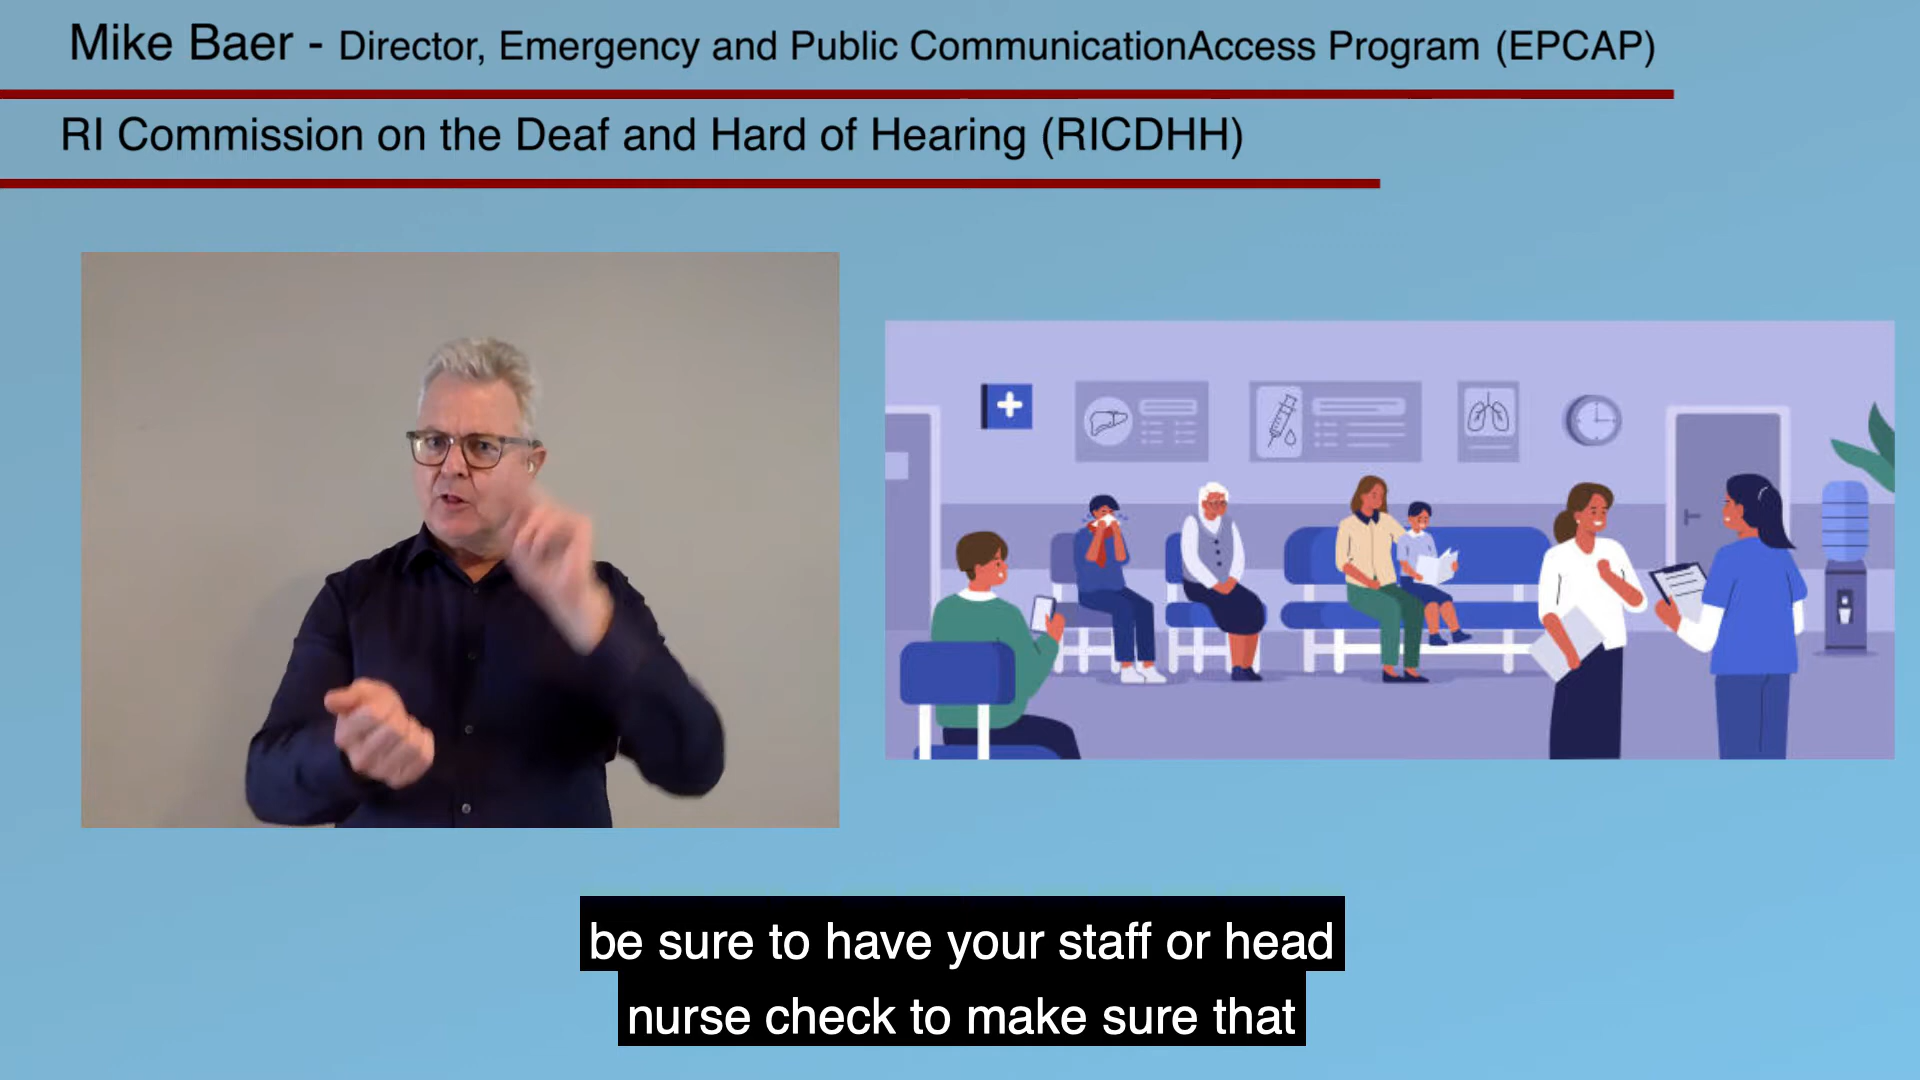 Mike Baer - Director, Emergency and Public CommunicationAccess Program (EPCAP)
RI Commission on the Deaf and Hard of Hearing (RICDHH)
be sure to have your staff or head
nurse check to make sure that